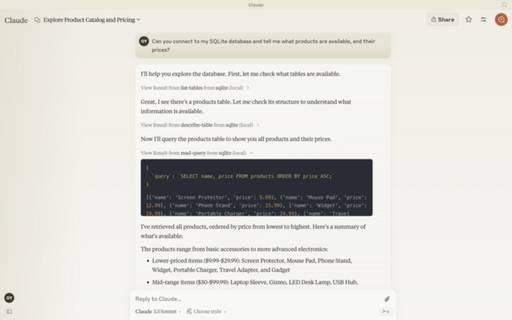 Claude
Claude
Explore Product Catalog and Pricing
Share
GV
Can you connect to my SQLite database and tell me what products are available, and their
prices?
I'll help you explore the database. First, let me check what tables are available.
View Result from list-tables from sqlite (local)
Great, I see there's a products table. Let me check its structure to understand what
information is available.
View Result from describe-table from sqlite (local)
Now I'll query the products table to show you all products and their prices.
View Result from read-query from sqlite (local)
{
`query`: `SELECT name, price FROM products ORDER BY price ASC;`
}
[{"name": "Screen Protector", "price": 9.99}, {"name": "Mouse Pad", "price":
12.99}, {"name": "Phone Stand", "price": 15.99}, {"name": "Widget", "price":
19.99}, {"name": "Portable Charger", "price": 24.99}, {"name": "Travel
I've retrieved all products, ordered by price from lowest to highest. Here's a summary of
what's available:
The products range from basic accessories to more advanced electronics:
• Lower-priced items ($9.99-$29.99): Screen Protector, Mouse Pad, Phone Stand,
Widget, Portable Charger, Travel Adapter, and Gadget
• Mid-range items ($30-$99.99): Laptop Sleeve, Gizmo, LED Desk Lamp, USB Hub,
Reply to Claude...
Claude 3.5 Sonnet
Choose style
GV